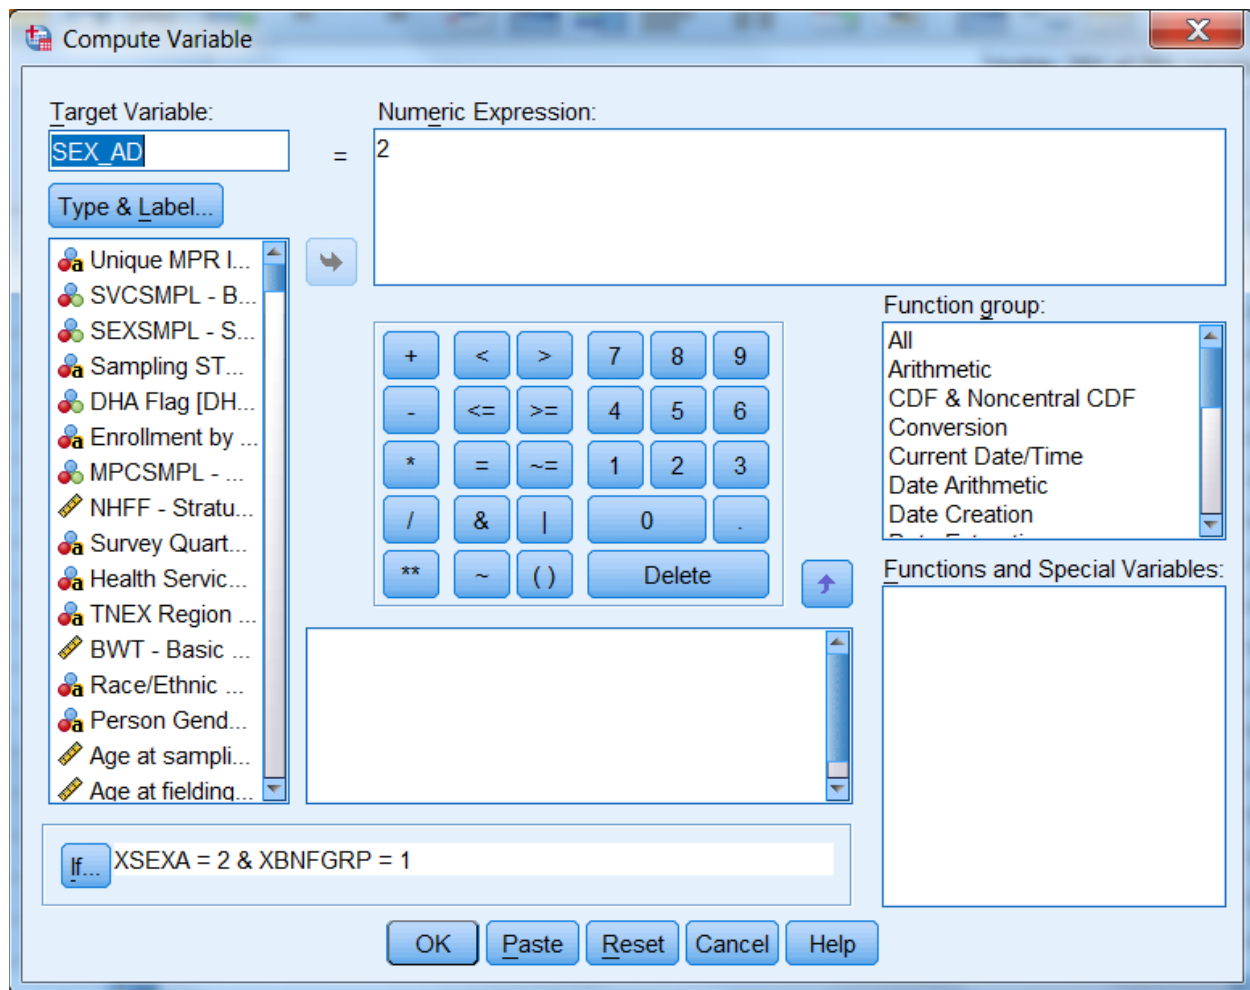 Compute Variable
X
Target Variable:
SEX_AD
=
Numeric Expression:
2
Type & Label...
Unique MPR I...
SVCSMPL - B...
SEXSMPL - S...
Sampling ST...
DHA Flag [DH...
Enrollment by ...
MPCSMPL - ...
NHFF - Stratu...
Survey Quart...
Health Servic...
TNEX Region ...
BWT - Basic ...
Race/Ethnic ...
Person Gend...
Age at sampli...
Age at fielding...
+ < > 7 8 9
- <= >= 4 5 6
* = ~= 1 2 3
/ & | 0 .
** ~ ( ) Delete
Function group:
All
Arithmetic
CDF & Noncentral CDF
Conversion
Current Date/Time
Date Arithmetic
Date Creation
Functions and Special Variables:
If... XSEXA = 2 & XBNFGRP = 1
OK Paste Reset Cancel Help